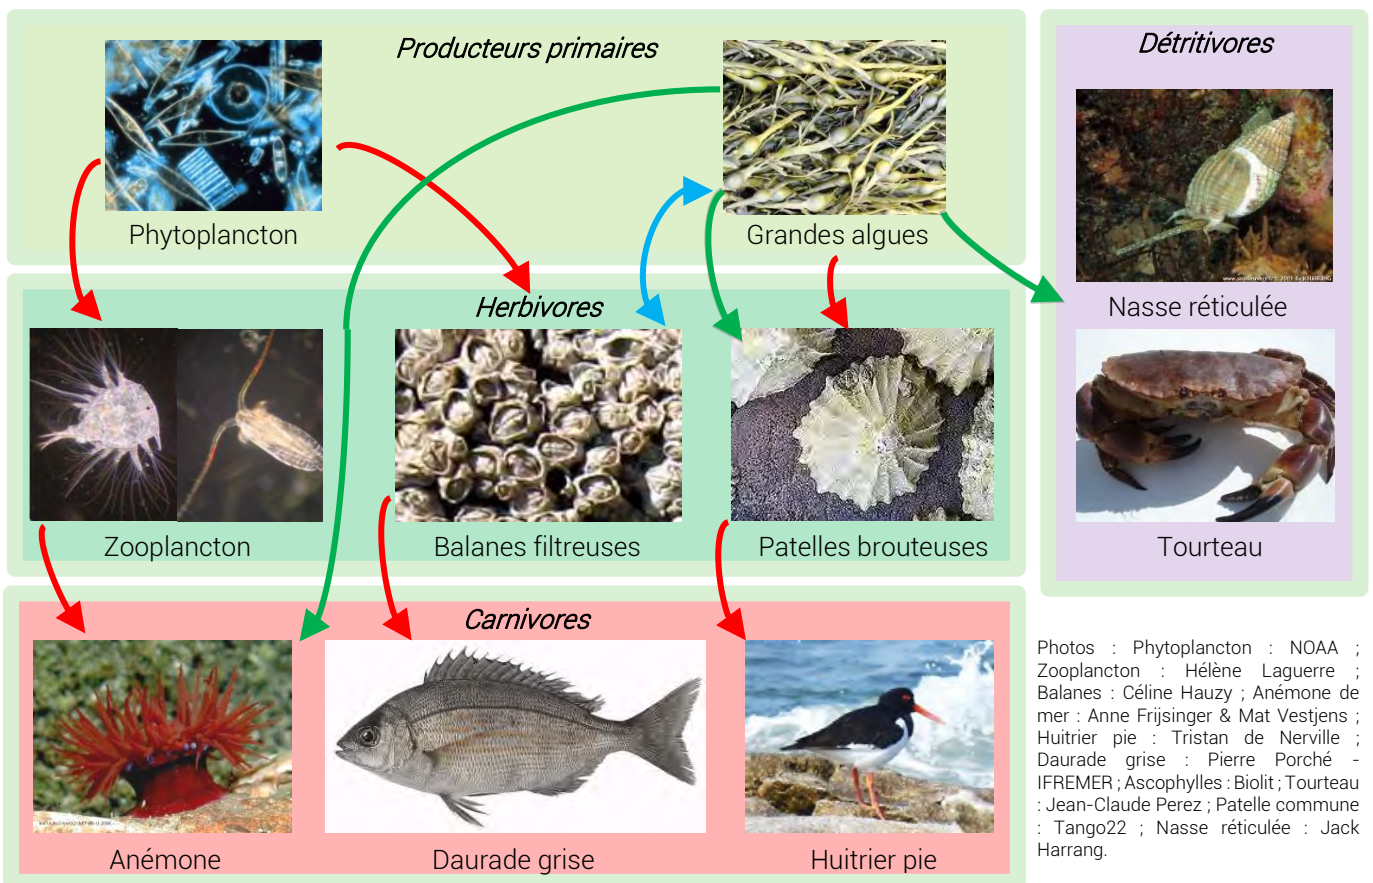 Producteurs primaires
Détritivores
Phytoplancton
Grandes algues
Herbivores
Nasse réticulée
Zooplancton
Balanes filtreuses
Patelles brouteuses
Tourteau
Carnivores
Anémone
Daurade grise
Huitrier pie
Photos : Phytoplancton : NOAA ;
Zooplancton : Hélène Laguerre ;
Balanes : Céline Hauzy ; Anémone de
mer : Anne Frijsinger & Mat Vestjens ;
Huitrier pie : Tristan de Nerville ;
Daurade grise : Pierre Porché -
IFREMER ; Ascophylles : Biolit ; Tourteau
: Jean-Claude Perez ; Patelle commune
: Tango22 ; Nasse réticulée : Jack
Harrang.